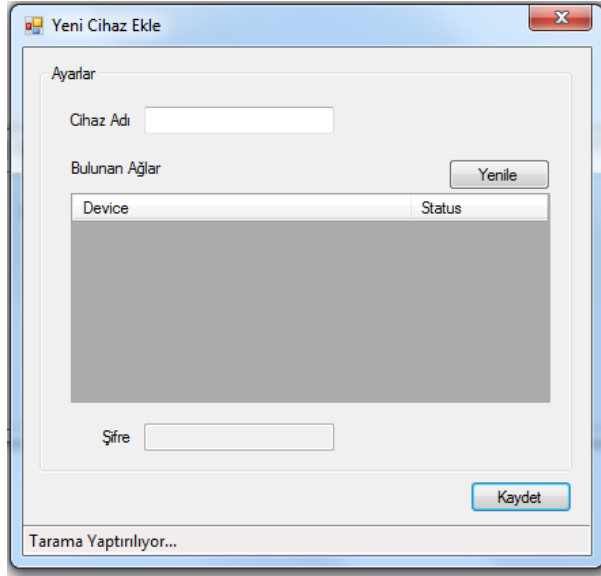 Yeni Cihaz Ekle
Ayarlar
Cihaz Adı
Bulunan Ağlar
Yenile
Device Status
Şifre
Kaydet
Tarama Yaptırılıyor...